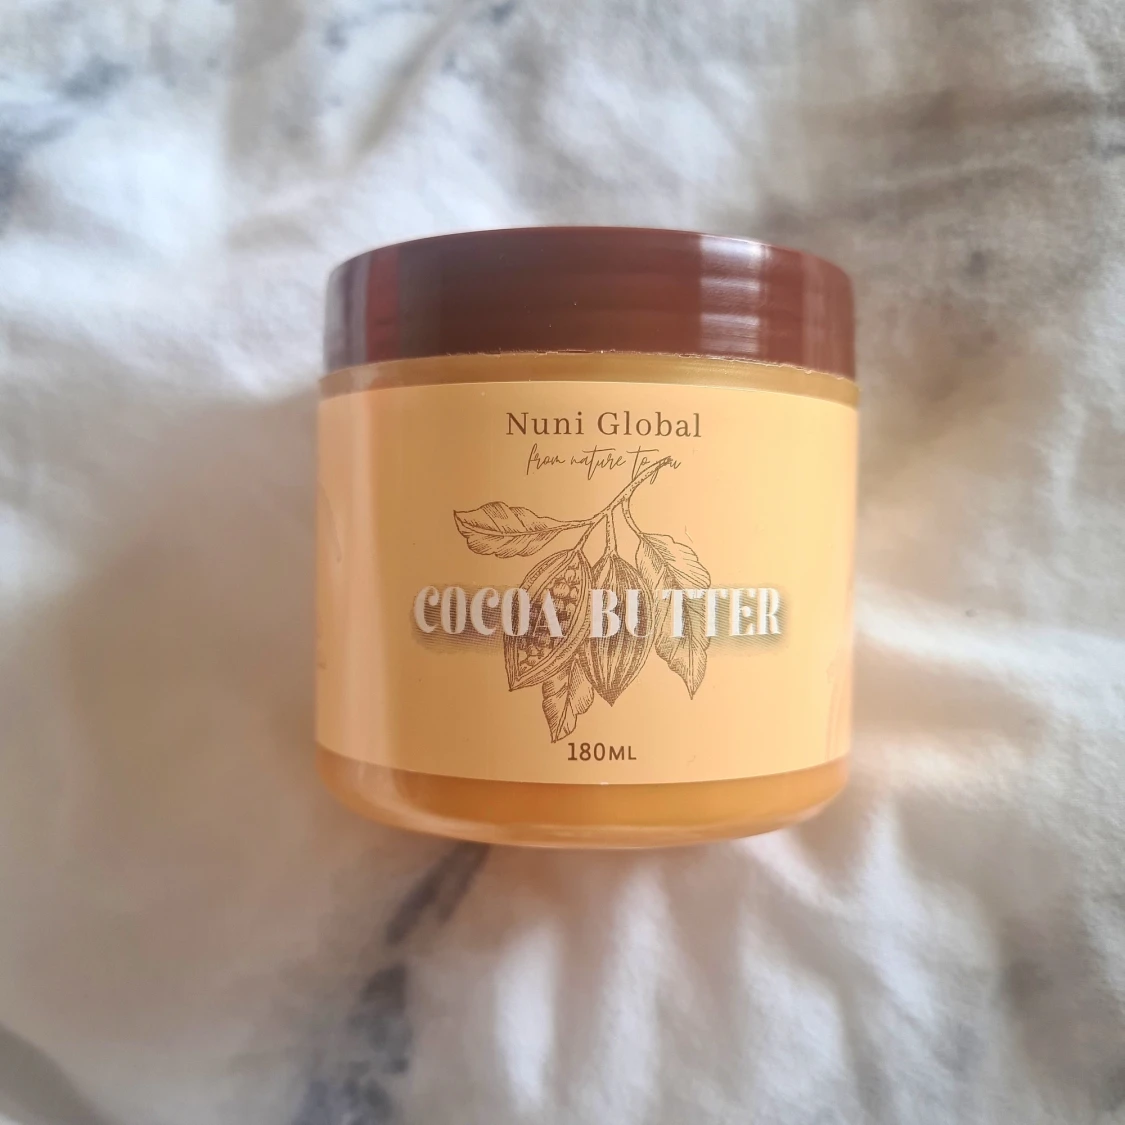 Nuni Global
from nature to you
COCOA BUTTER
180ML